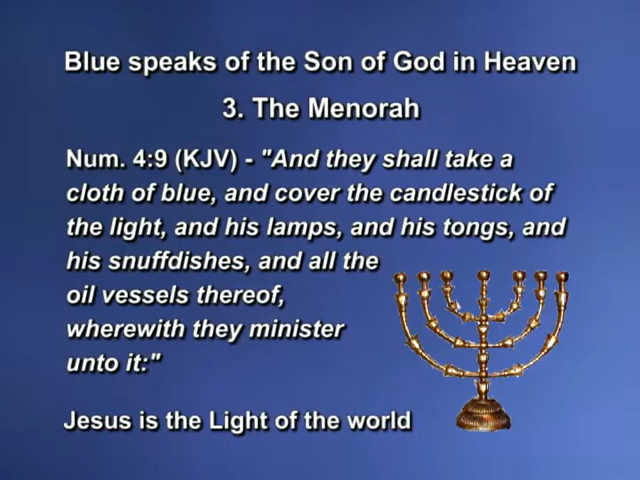 Blue speaks of the Son of God in Heaven
3. The Menorah
Num. 4:9 (KJV) - "And they shall take a
cloth of blue, and cover the candlestick of
the light, and his lamps, and his tongs, and
his snuffdishes, and all the
oil vessels thereof,
wherewith they minister
unto it:"
Jesus is the Light of the world